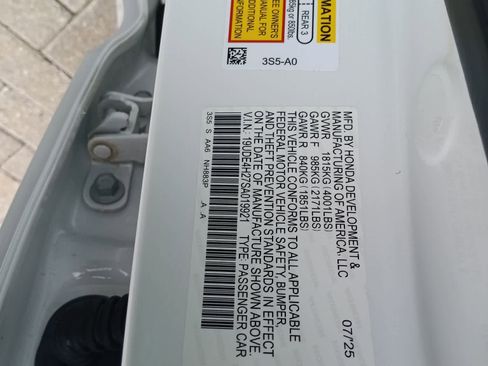 MFD. BY HONDA DEVELOPMENT &
MANUFACTURING OF AMERICA, LLC
07/'25
GVWR 1815KG (4001LBS)
GAWR F 985KG (2171LBS)
GAWR R 840KG (1851LBS)
THIS VEHICLE CONFORMS TO ALL APPLICABLE
FEDERAL MOTOR VEHICLE SAFETY, BUMPER,
AND THEFT PREVENTION STANDARDS IN EFFECT
ON THE DATE OF MANUFACTURE SHOWN ABOVE.
V.I.N. 19UDE4H27SA019921 TYPE: PASSENGER CAR
3S5 S AA6 NH883P A A
REAR 3
or 850lbs.
EE OWNER'S
MANUAL FOR
INFORMATION
3S5-A0